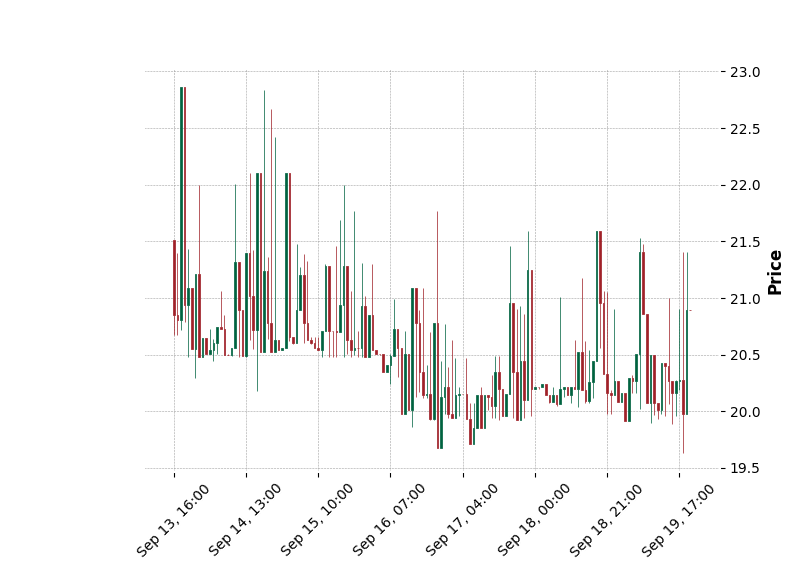 23.0
22.5
22.0
21.5
21.0
20.5
20.0
19.5
Price
Sep 13, 16:00
Sep 14, 13:00
Sep 15, 10:00
Sep 16, 07:00
Sep 17, 04:00
Sep 18, 00:00
Sep 18, 21:00
Sep 19, 17:00